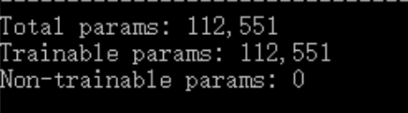 Total params: 112,551
Trainable params: 112,551
Non-trainable params: 0